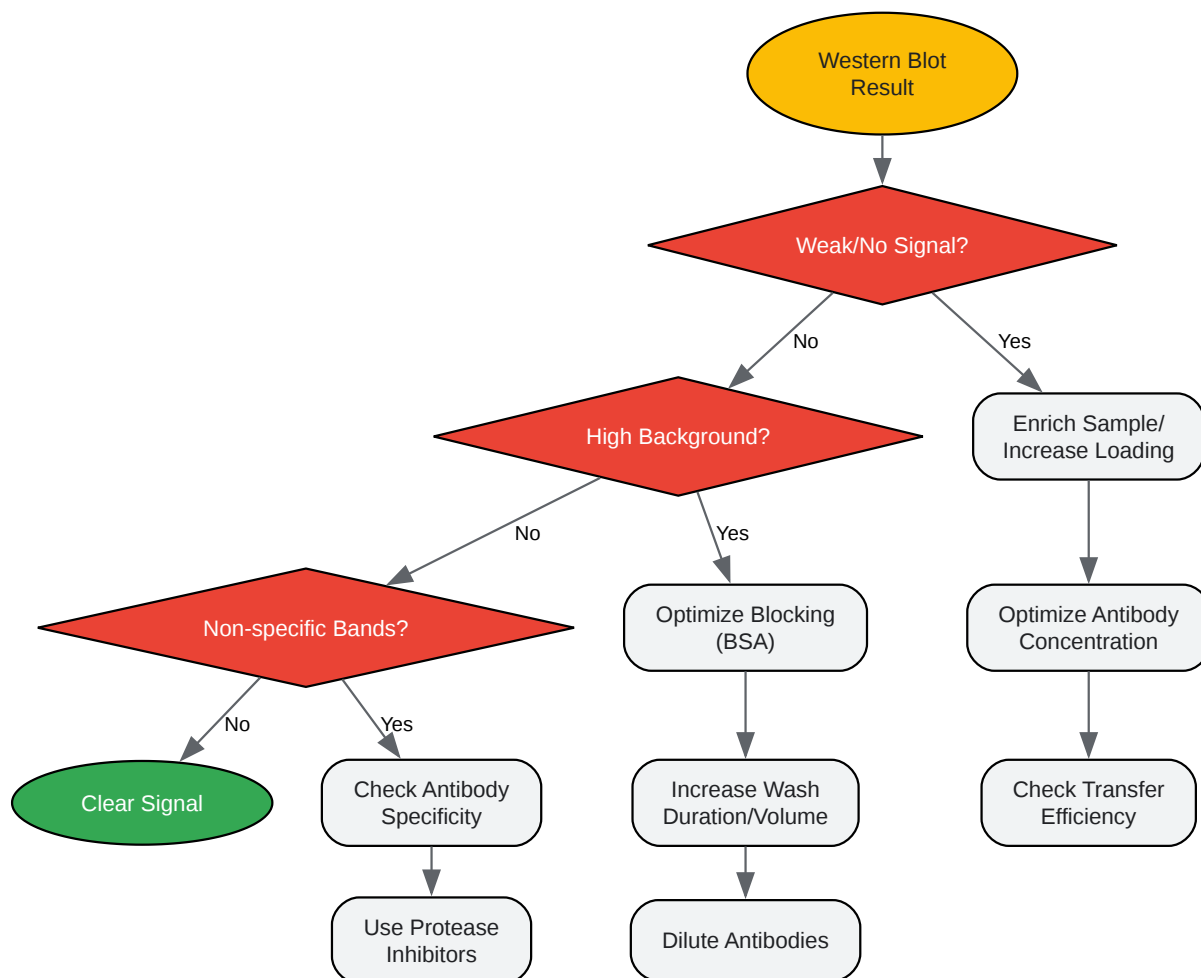 Western Blot
Result
Weak/No Signal?
No
Yes
High Background?
Enrich Sample/
Increase Loading
No
Yes
Non-specific Bands?
Optimize Blocking
(BSA)
Optimize Antibody
Concentration
No
Yes
Clear Signal
Check Antibody
Specificity
Increase Wash
Duration/Volume
Check Transfer
Efficiency
Use Protease
Inhibitors
Dilute Antibodies